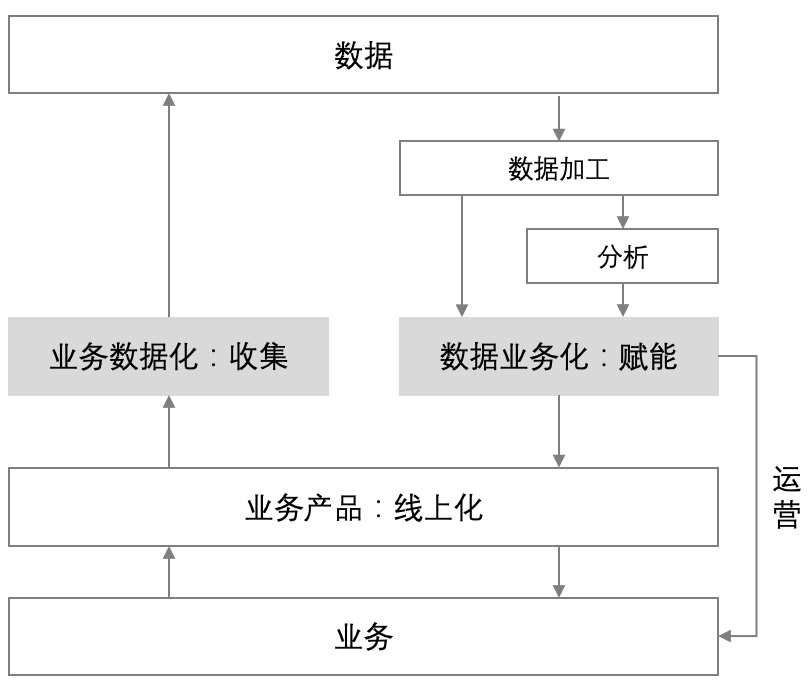 数据
数据加工
分析
业务数据化：收集
数据业务化：赋能
业务产品：线上化
运
营
业务